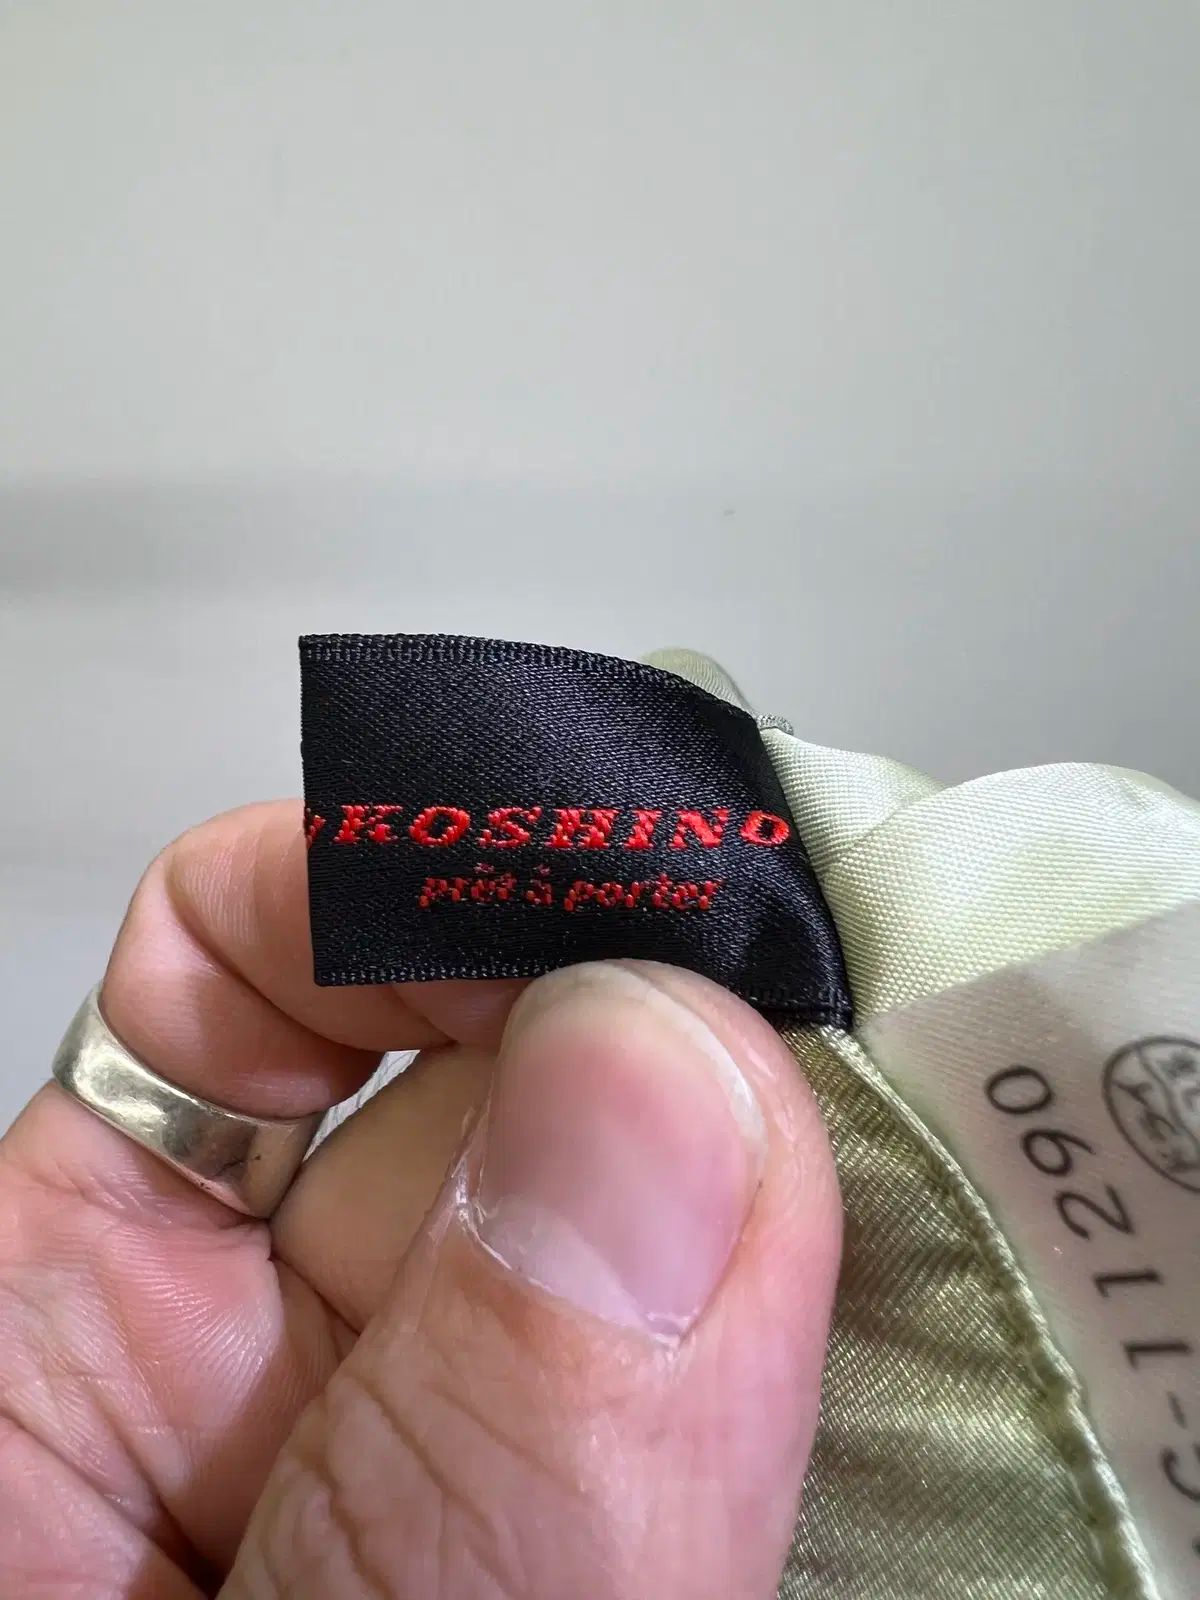 KOSHINO
prêt à porter
11290